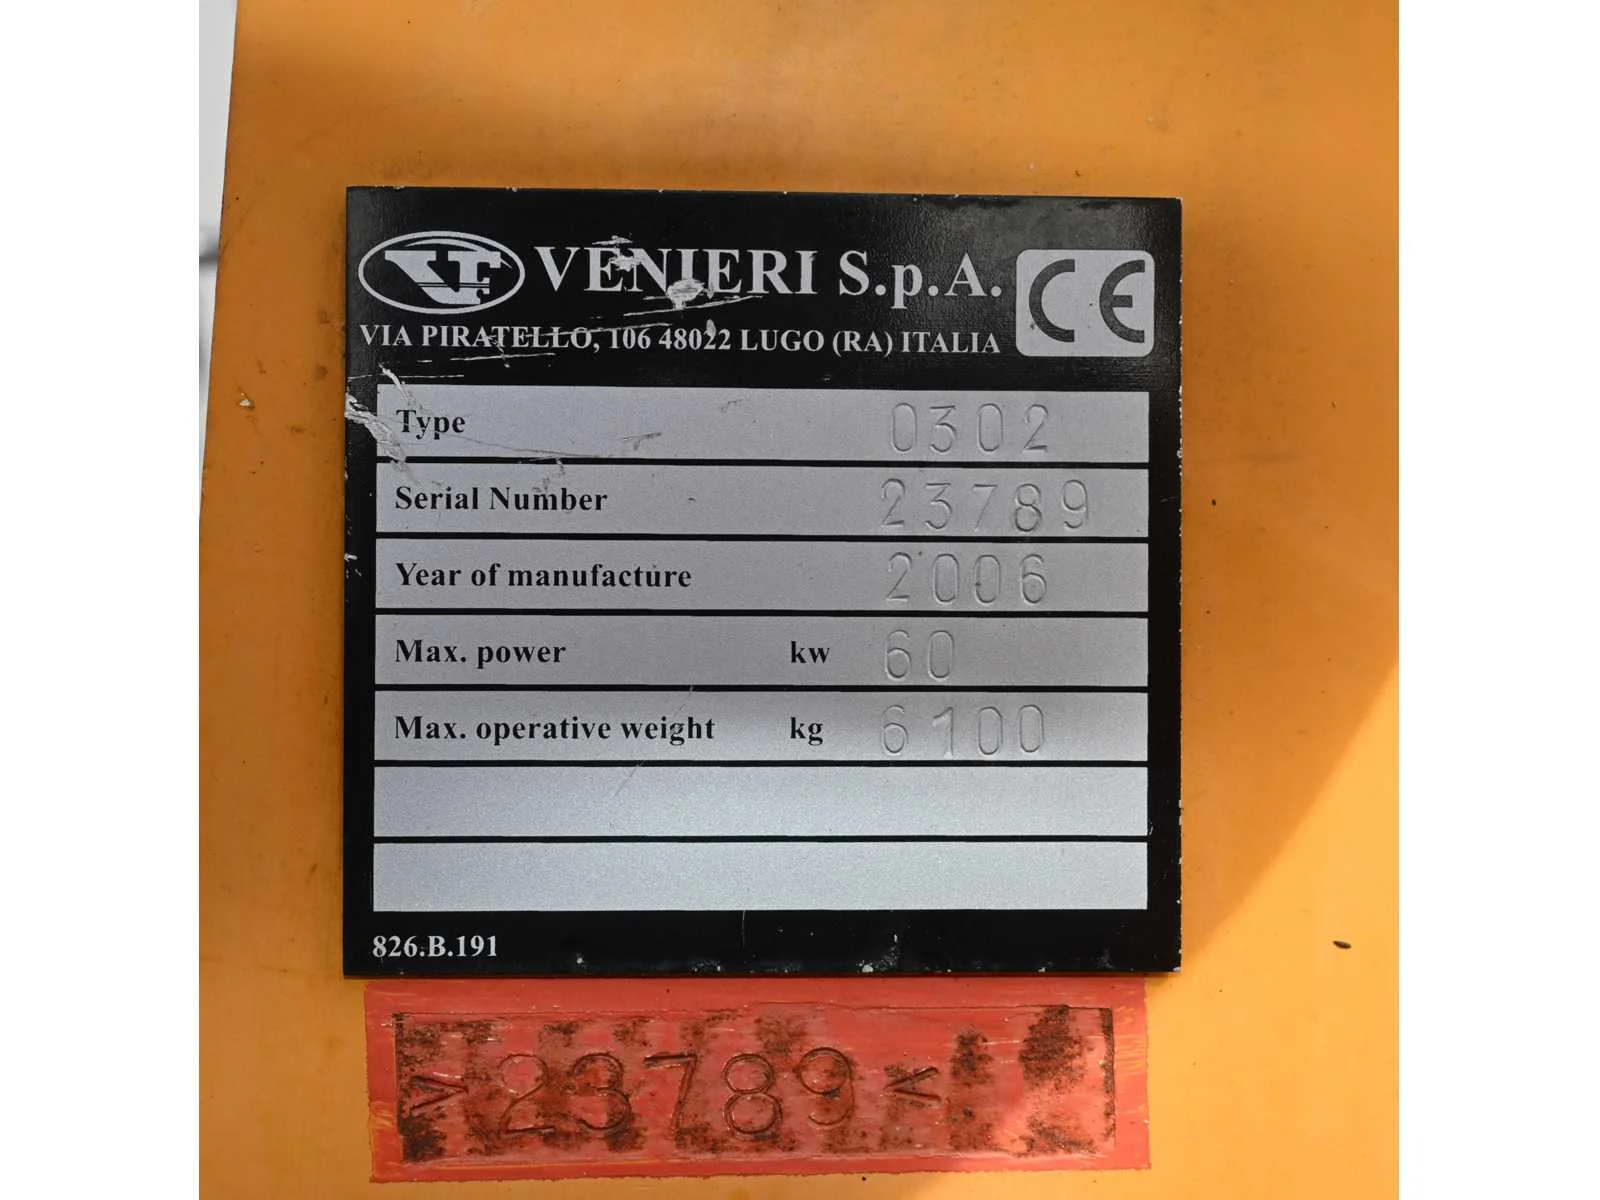 VF VENIERI S.p.A. CE
VIA PIRATELLO, 106 48022 LUGO (RA) ITALIA
Type 0302
Serial Number 23789
Year of manufacture 2006
Max. power kw 60
Max. operative weight kg 6100
826.B.191
> 23789 <